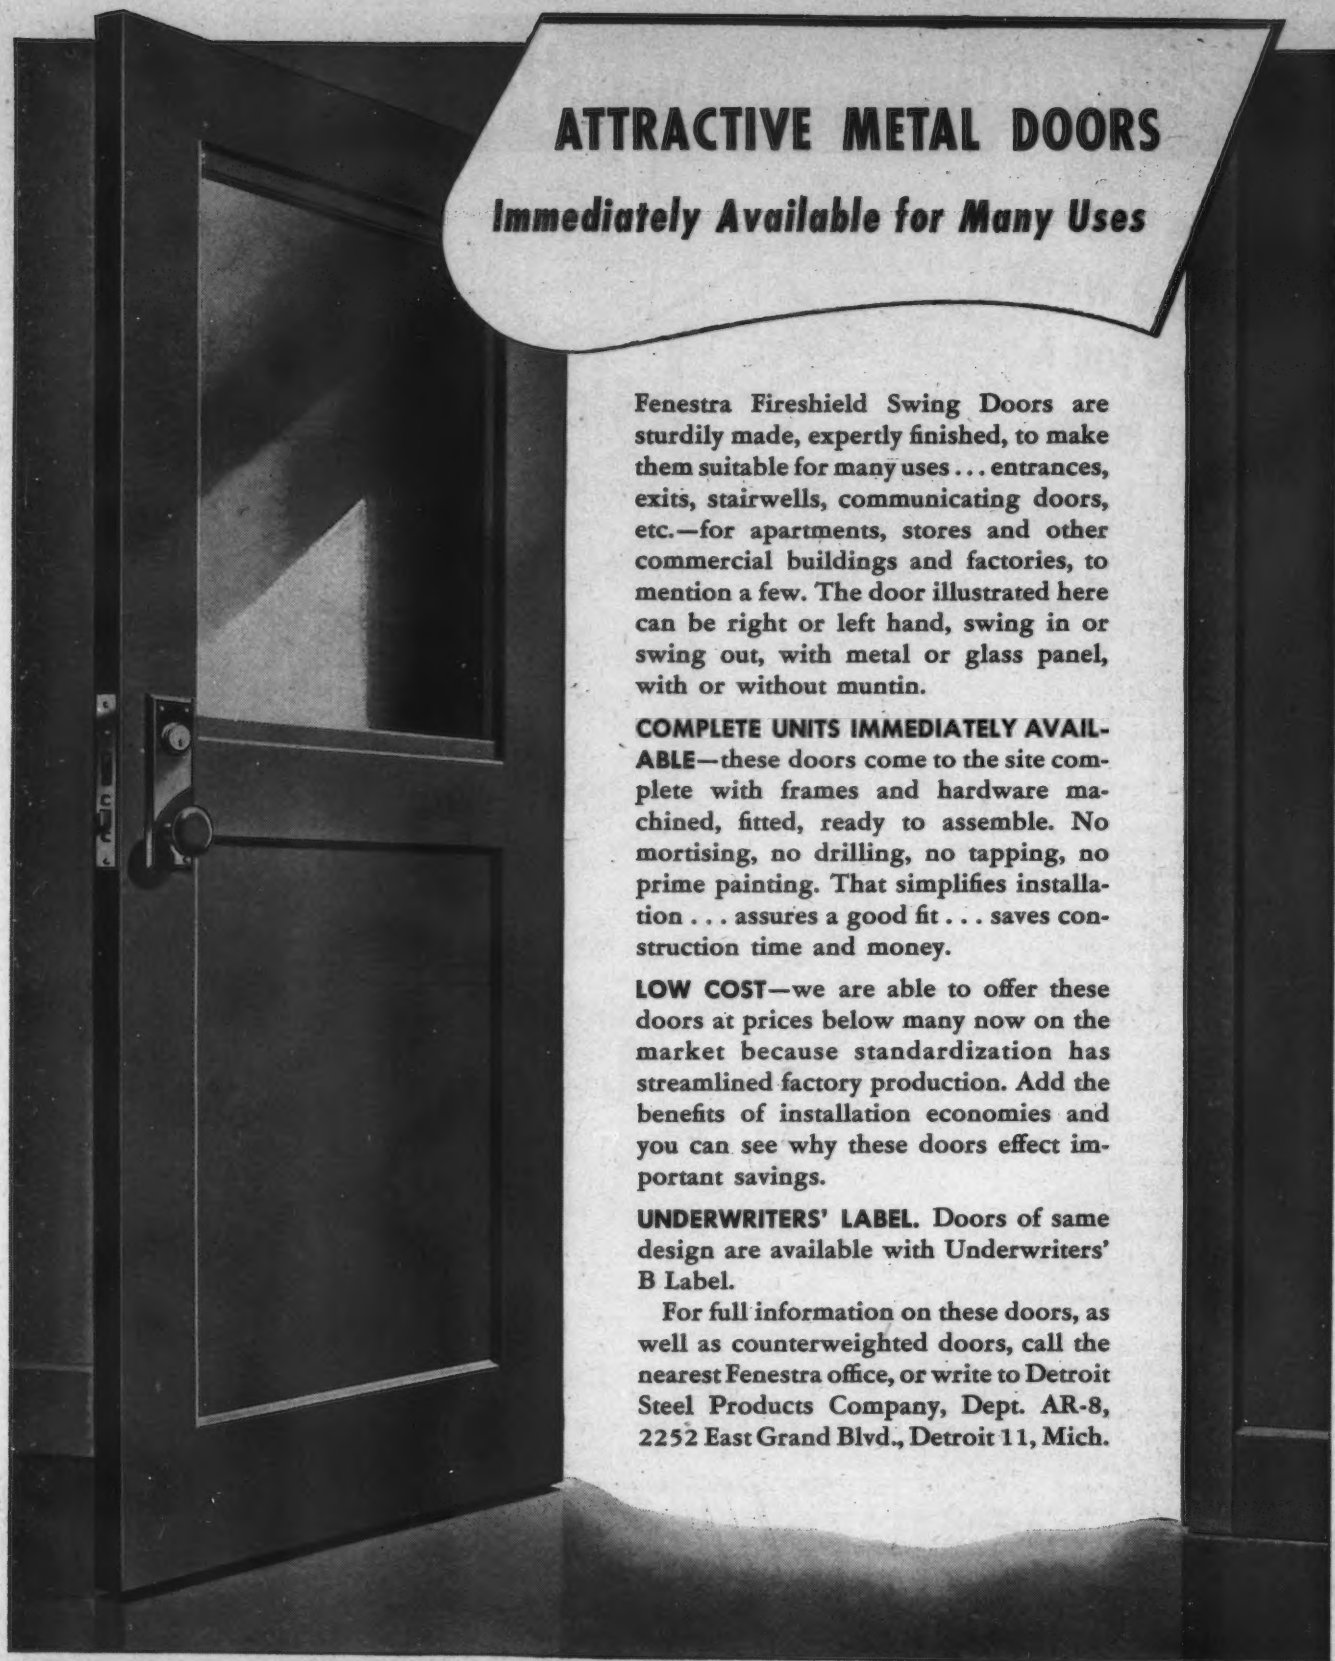 ATTRACTIVE METAL DOORS
Immediately Available for Many Uses
Fenestra Fireshield Swing Doors are
sturdily made, expertly finished, to make
them suitable for many uses . . . entrances,
exits, stairwells, communicating doors,
etc.—for apartments, stores and other
commercial buildings and factories, to
mention a few. The door illustrated here
can be right or left hand, swing in or
swing out, with metal or glass panel,
with or without muntin.
COMPLETE UNITS IMMEDIATELY AVAIL-
ABLE—these doors come to the site com-
plete with frames and hardware ma-
chined, fitted, ready to assemble. No
mortising, no drilling, no tapping, no
prime painting. That simplifies installa-
tion . . . assures a good fit . . . saves con-
struction time and money.
LOW COST—we are able to offer these
doors at prices below many now on the
market because standardization has
streamlined factory production. Add the
benefits of installation economies and
you can see why these doors effect im-
portant savings.
UNDERWRITERS' LABEL. Doors of same
design are available with Underwriters'
B Label.
For full information on these doors, as
well as counterweighted doors, call the
nearest Fenestra office, or write to Detroit
Steel Products Company, Dept. AR-8,
2252 East Grand Blvd., Detroit 11, Mich.